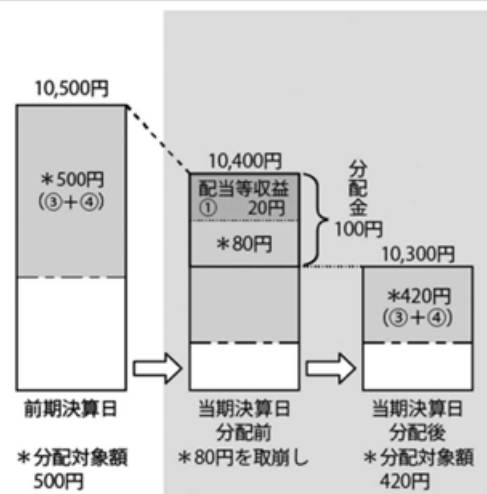 10,500円
*500円
(③+④)
前期決算日
*分配対象額
500円
10,400円
配当等収益
① 20円
*80円
分配金
100円
当期決算日
分配前
*80円を取崩し
10,300円
*420円
(③+④)
当期決算日
分配後
*分配対象額
420円